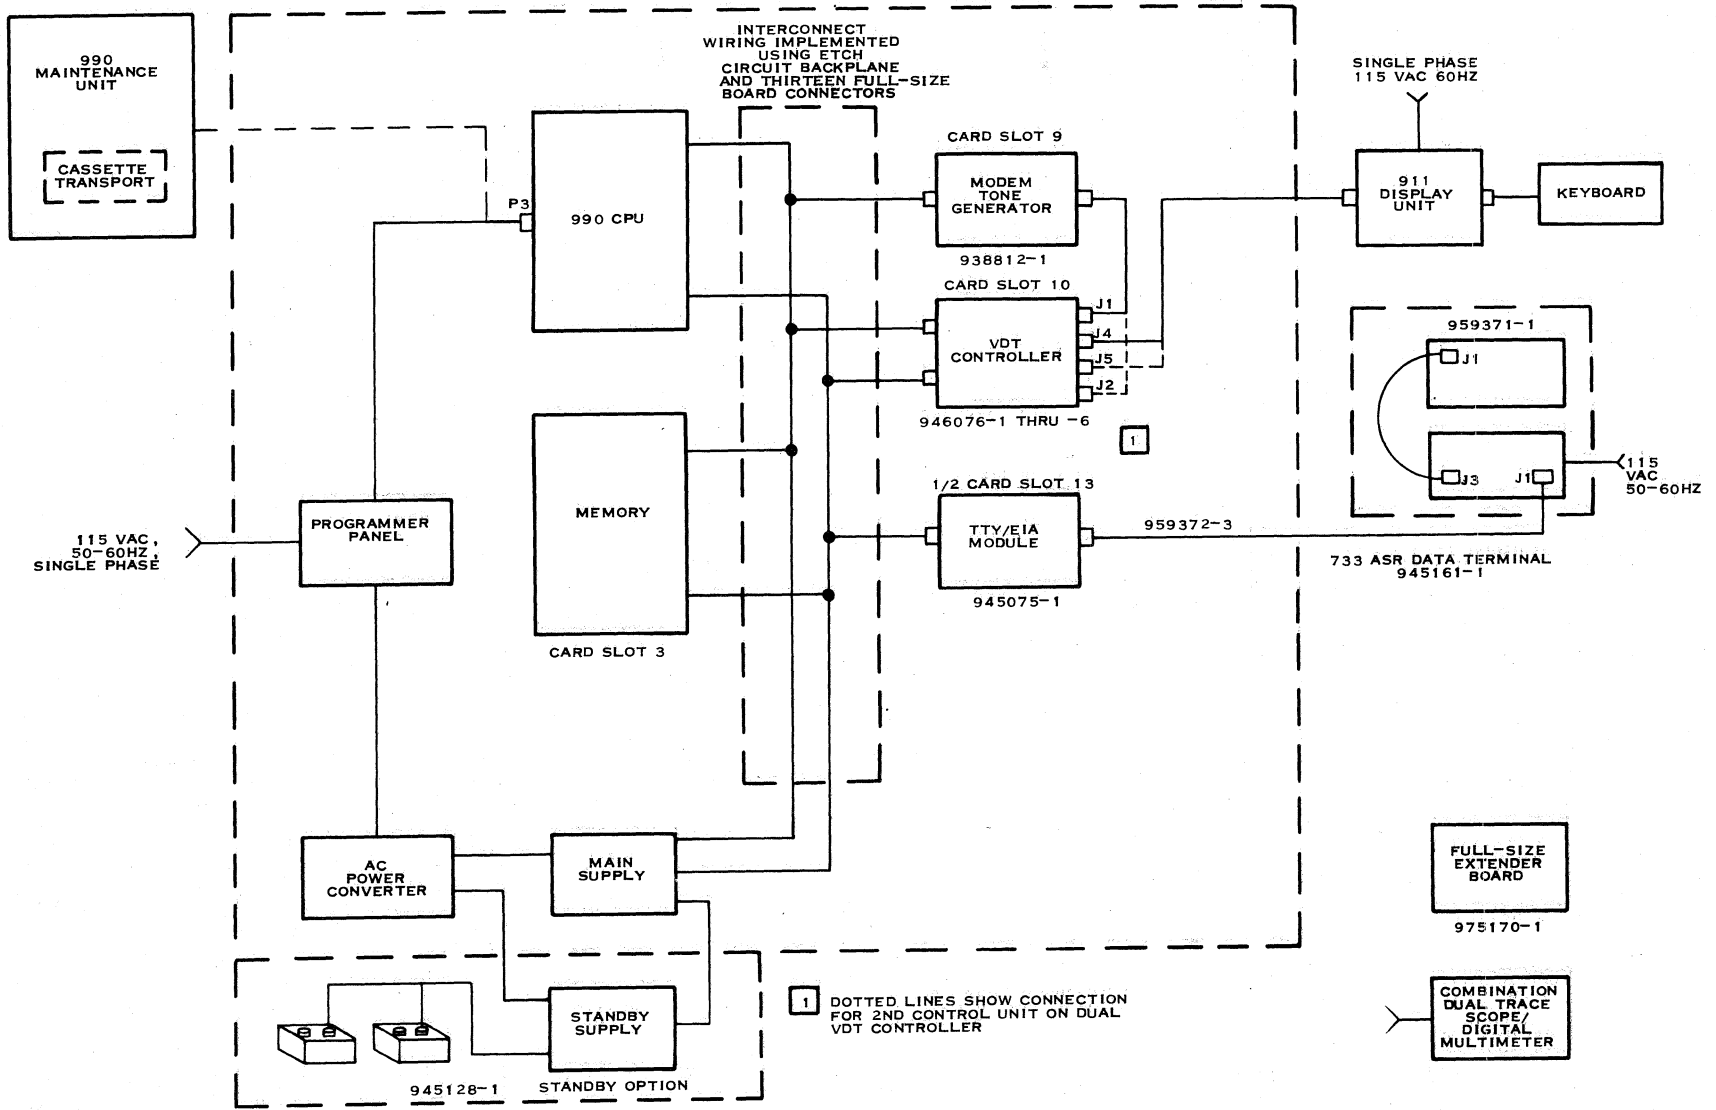 990
MAINTENANCE
UNIT
CASSETTE
TRANSPORT
INTERCONNECT
WIRING IMPLEMENTED
USING ETCH
CIRCUIT BACKPLANE
AND THIRTEEN FULL-SIZE
BOARD CONNECTORS
P3
990 CPU
CARD SLOT 9
MODEM
TONE
GENERATOR
938812-1
CARD SLOT 10
VDT
CONTROLLER
J1
J4
J5
J2
946076-1 THRU -6
1
SINGLE PHASE
115 VAC 60HZ
911
DISPLAY
UNIT
KEYBOARD
959371-1
J1
J3
J1
115
VAC
50-60HZ
733 ASR DATA TERMINAL
945161-1
MEMORY
CARD SLOT 3
1/2 CARD SLOT 13
TTY/EIA
MODULE
945075-1
959372-3
115 VAC,
50-60HZ,
SINGLE PHASE
PROGRAMMER
PANEL
AC
POWER
CONVERTER
MAIN
SUPPLY
STANDBY
SUPPLY
945128-1
STANDBY OPTION
1
DOTTED LINES SHOW CONNECTION
FOR 2ND CONTROL UNIT ON DUAL
VDT CONTROLLER
FULL-SIZE
EXTENDER
BOARD
975170-1
COMBINATION
DUAL TRACE
SCOPE/
DIGITAL
MULTIMETER